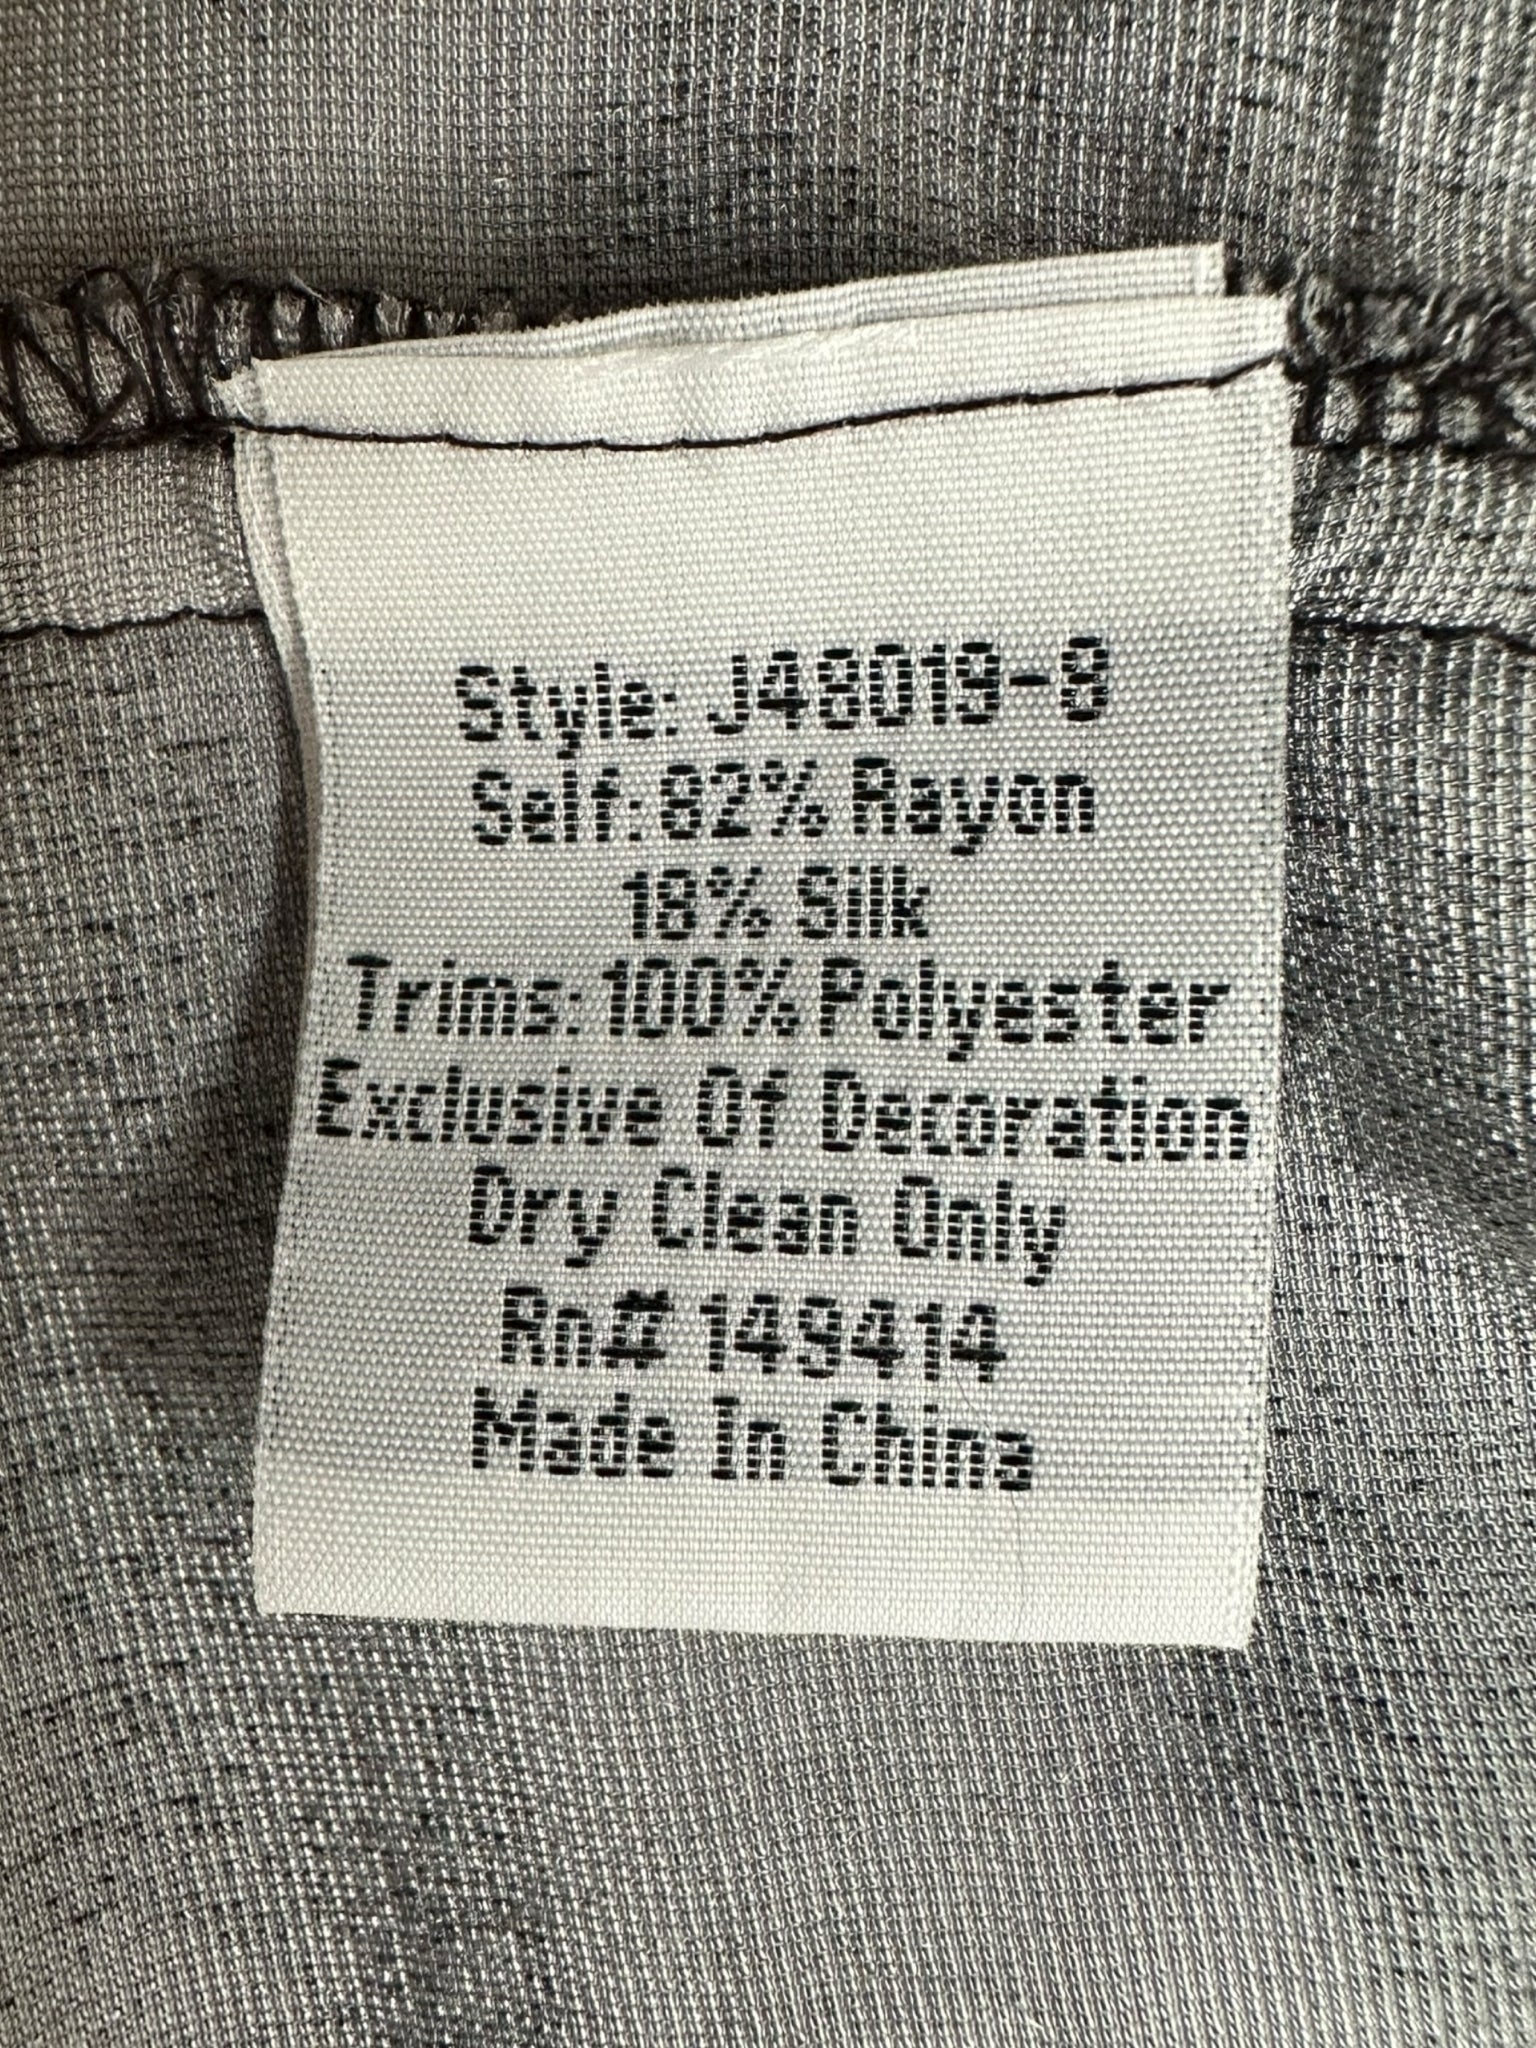 Style: J48019-8
Self: 82% Rayon
18% Silk
Trims: 100% Polyester
Exclusive Of Decoration
Dry Clean Only
Rn# 149414
Made In China